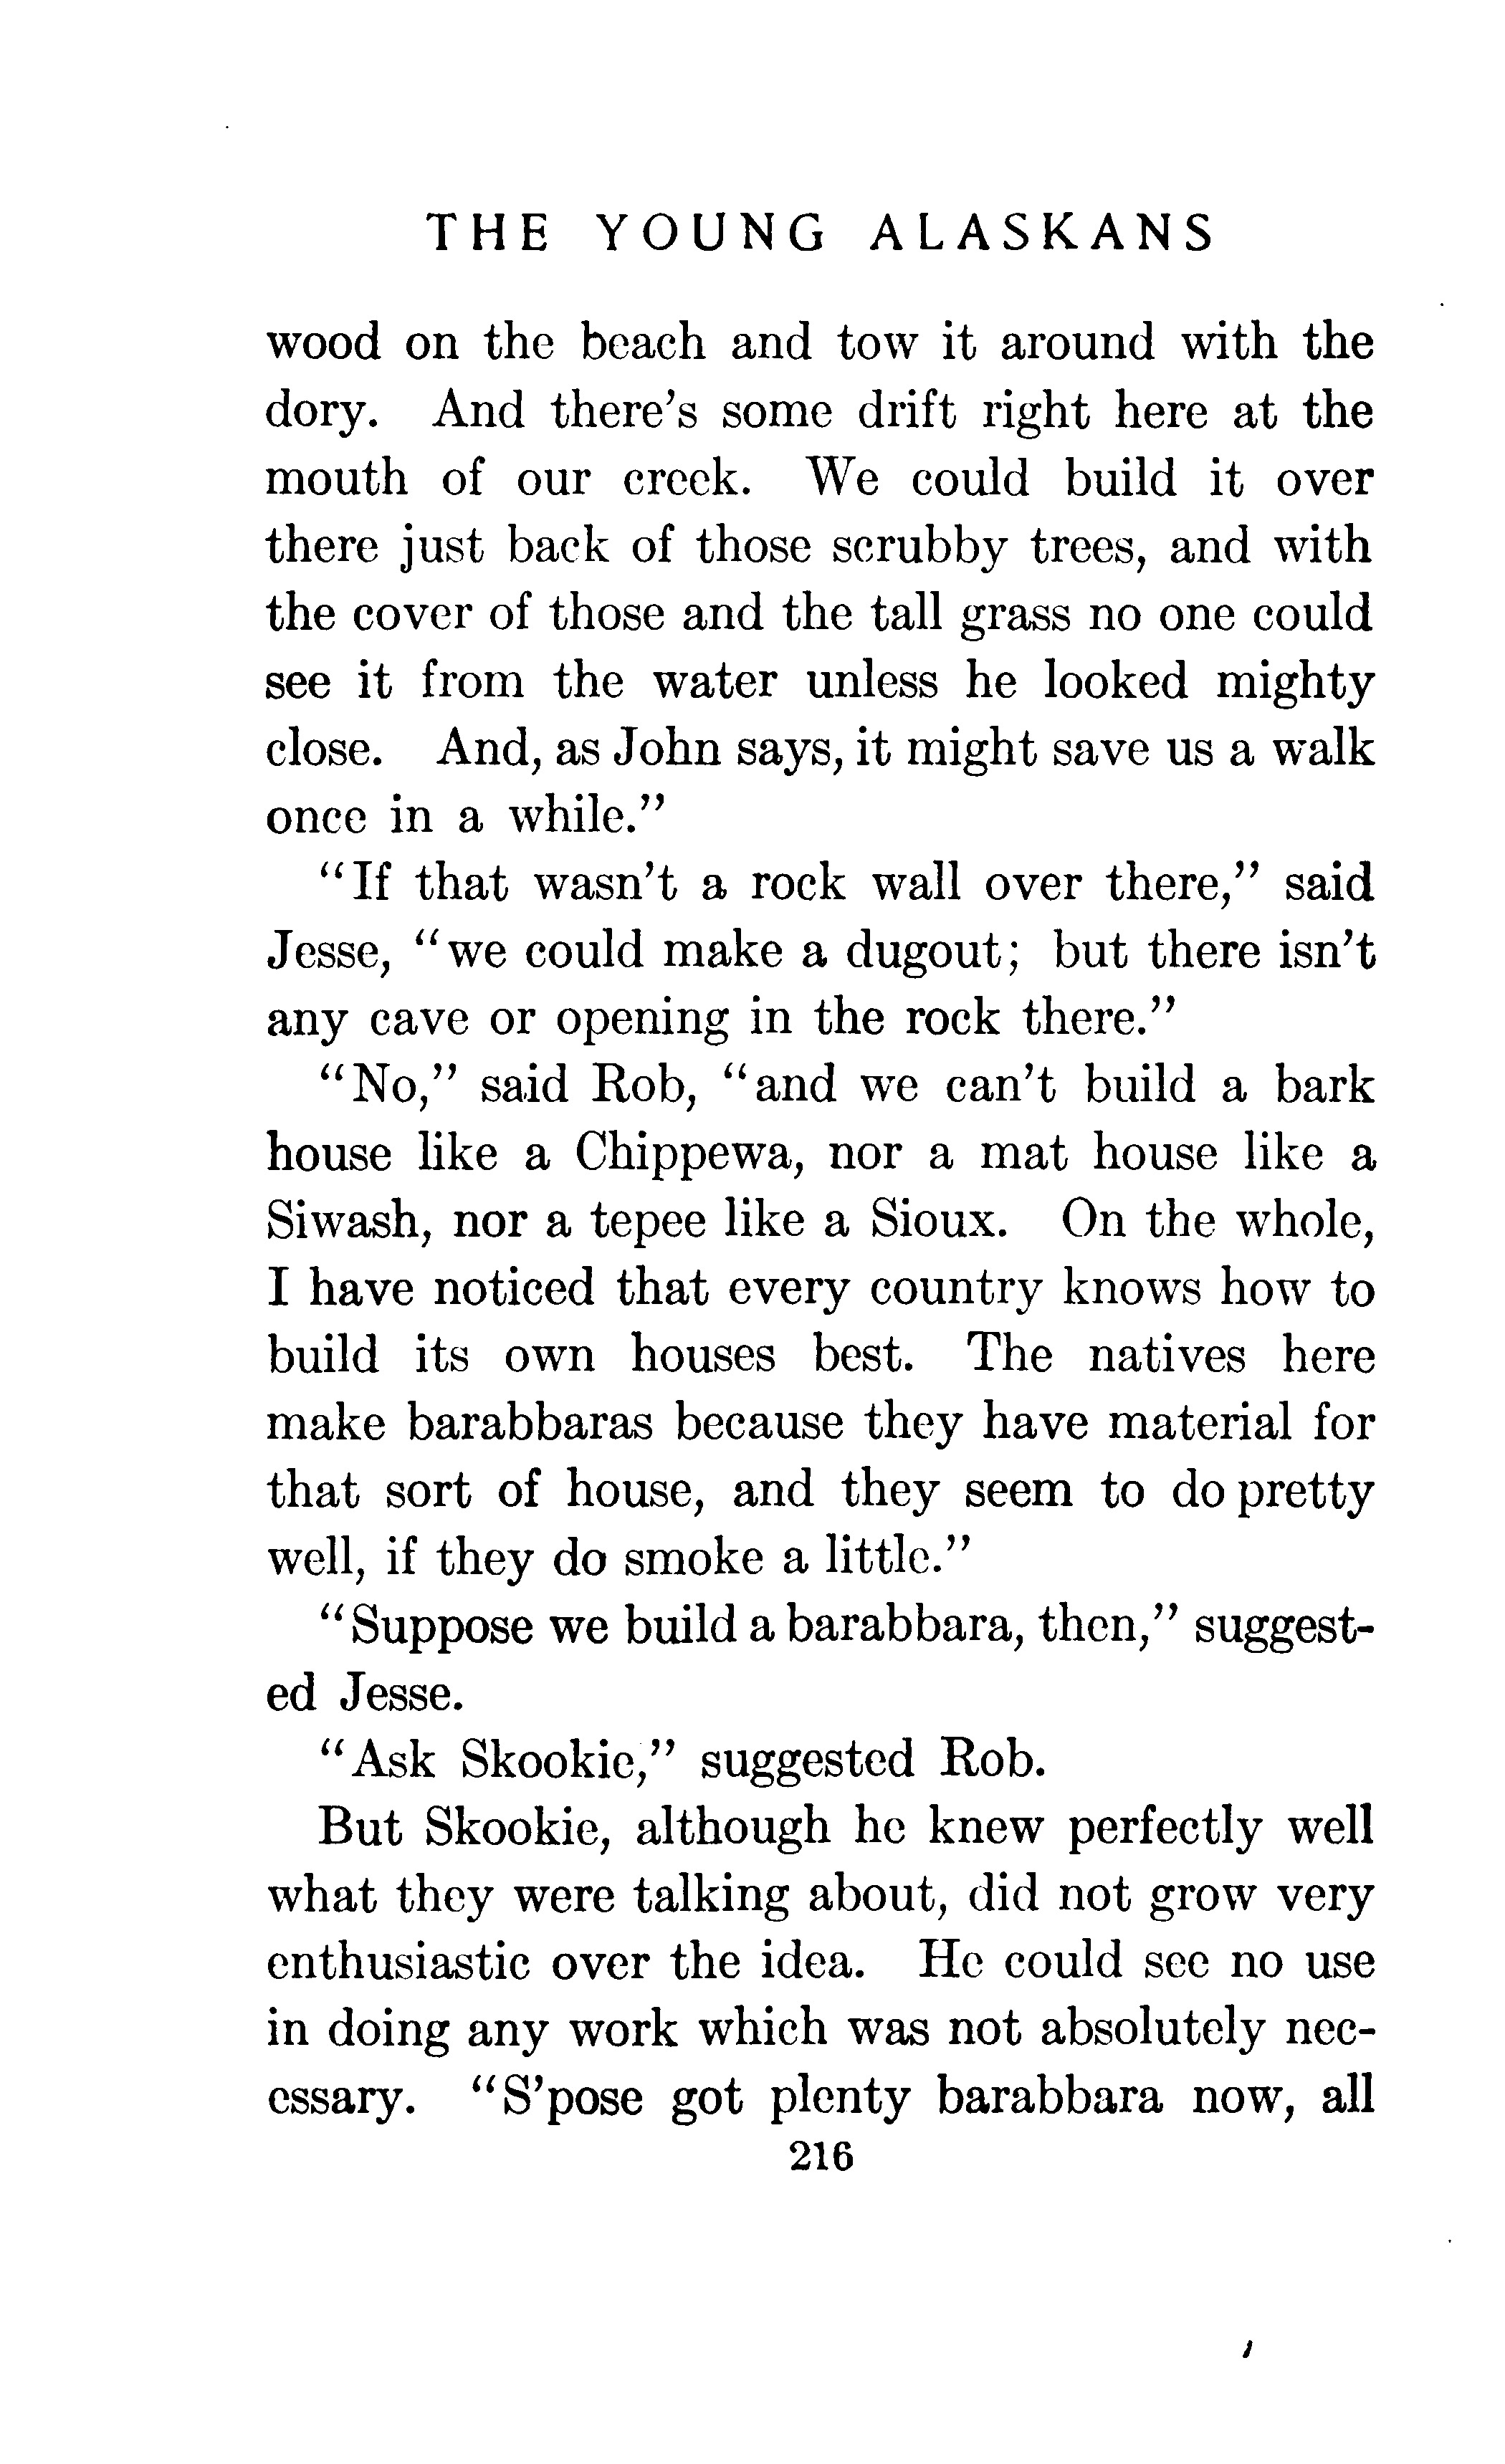 THE YOUNG ALASKANS
wood on the beach and tow it around with the
dory. And there's some drift right here at the
mouth of our creek. We could build it over
there just back of those scrubby trees, and with
the cover of those and the tall grass no one could
see it from the water unless he looked mighty
close. And, as John says, it might save us a walk
once in a while."
"If that wasn't a rock wall over there," said
Jesse, "we could make a dugout; but there isn't
any cave or opening in the rock there."
"No," said Rob, "and we can't build a bark
house like a Chippewa, nor a mat house like a
Siwash, nor a tepee like a Sioux. On the whole,
I have noticed that every country knows how to
build its own houses best. The natives here
make barabbaras because they have material for
that sort of house, and they seem to do pretty
well, if they do smoke a little."
"Suppose we build a barabbara, then," suggest-
ed Jesse.
"Ask Skookie," suggested Rob.
But Skookie, although he knew perfectly well
what they were talking about, did not grow very
enthusiastic over the idea. He could see no use
in doing any work which was not absolutely nec-
essary. "S'pose got plenty barabbara now, all
216